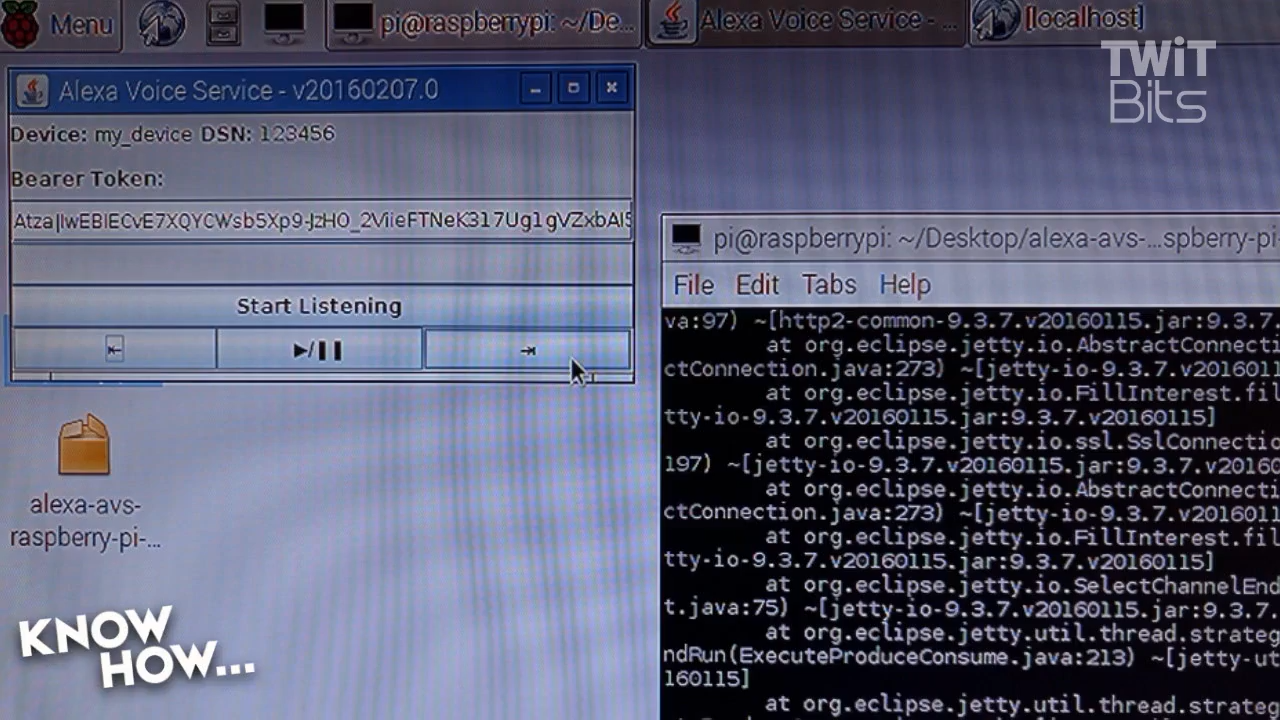 Menu
pi@raspberrypi: ~/De...
Alexa Voice Service - ...
[localhost]
TWiT
Bits
Alexa Voice Service - v20160207.0
Device: my_device DSN: 123456
Bearer Token:
Atza|IwEBIECvE7XQYCWsb5Xp9-JzHO_2ViieFTNeK317Ug1gVZxbAI5
Start Listening
alexa-avs-
raspberry-pi-...
pi@raspberrypi: ~/Desktop/alexa-avs-...spberry-pi
File Edit Tabs Help
va:97) ~[http2-common-9.3.7.v20160115.jar:9.3.7.
at org.eclipse.jetty.io.AbstractConnecti
ctConnection.java:273) ~[jetty-io-9.3.7.v2016011
at org.eclipse.jetty.io.FillInterest.fil
tty-io-9.3.7.v20160115.jar:9.3.7.v20160115]
at org.eclipse.jetty.io.ssl.SslConnectio
197) ~[jetty-io-9.3.7.v20160115.jar:9.3.7.v20160
at org.eclipse.jetty.io.AbstractConnecti
ctConnection.java:273) ~[jetty-io-9.3.7.v2016011
at org.eclipse.jetty.io.FillInterest.fil
tty-io-9.3.7.v20160115.jar:9.3.7.v20160115]
at org.eclipse.jetty.io.SelectChannelEnd
t.java:75) ~[jetty-io-9.3.7.v20160115.jar:9.3.7.
at org.eclipse.jetty.util.thread.strateg
ndRun(ExecuteProduceConsume.java:213) ~[jetty-ut
160115]
at org.eclipse.jetty.util.thread.strateg
KNOW
HOW...